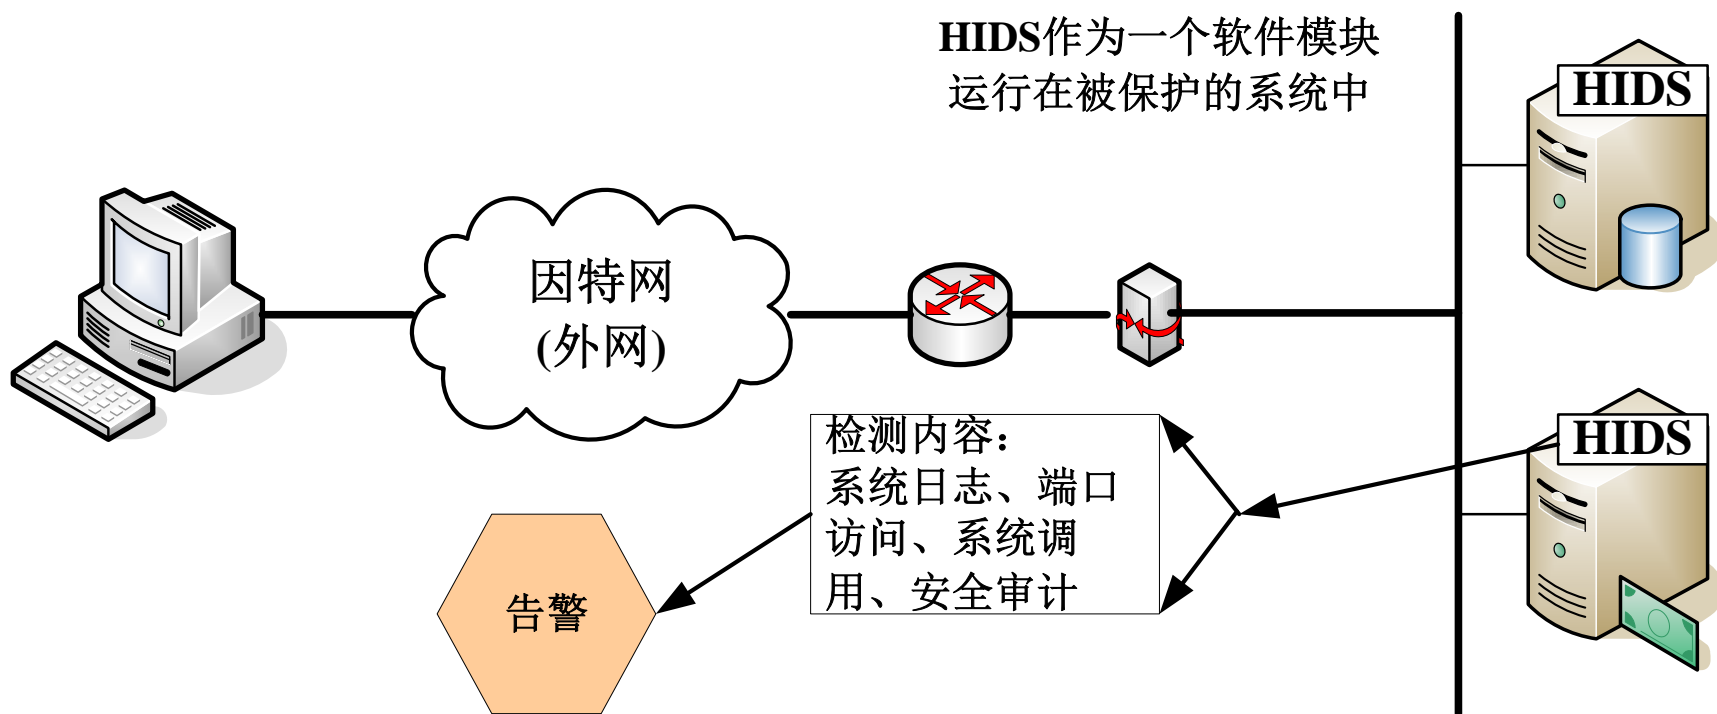 HIDS作为一个软件模块
运行在被保护的系统中
HIDS
因特网
(外网)
检测内容：
系统日志、端口
访问、系统调
用、安全审计
HIDS
告警